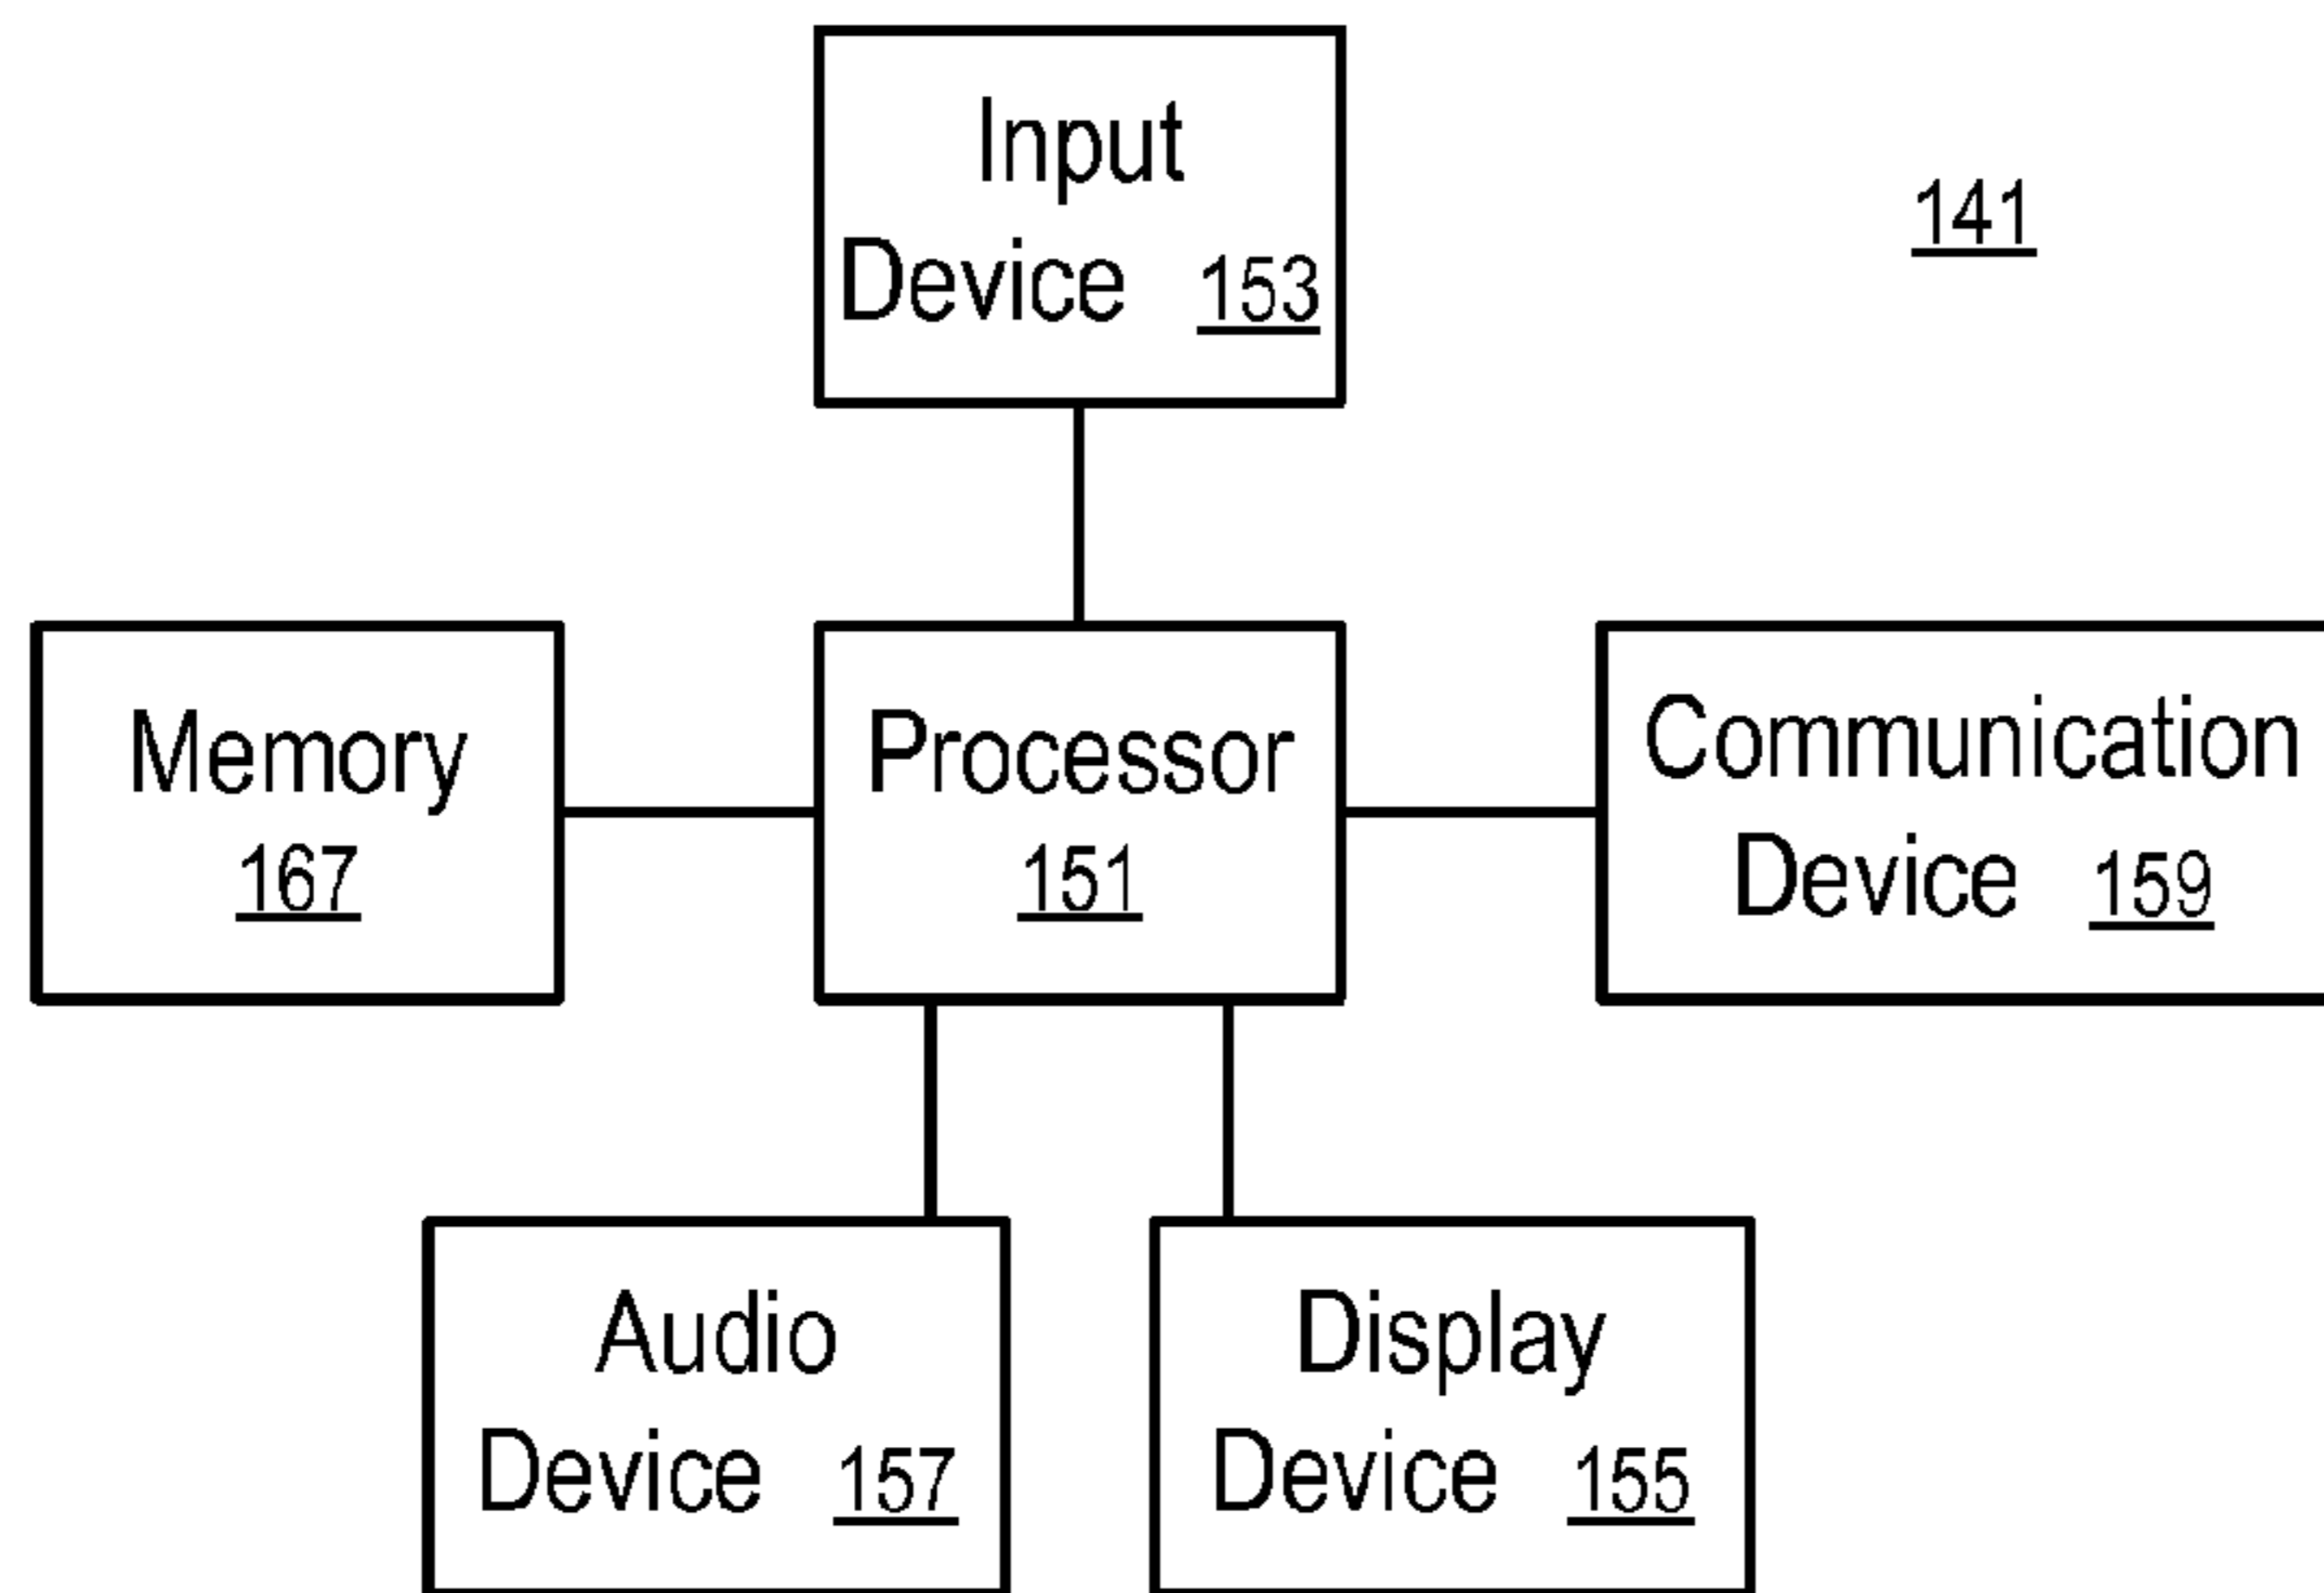 Input
Device 153
141
Memory
167
Processor
151
Communication
Device 159
Audio
Device 157
Display
Device 155